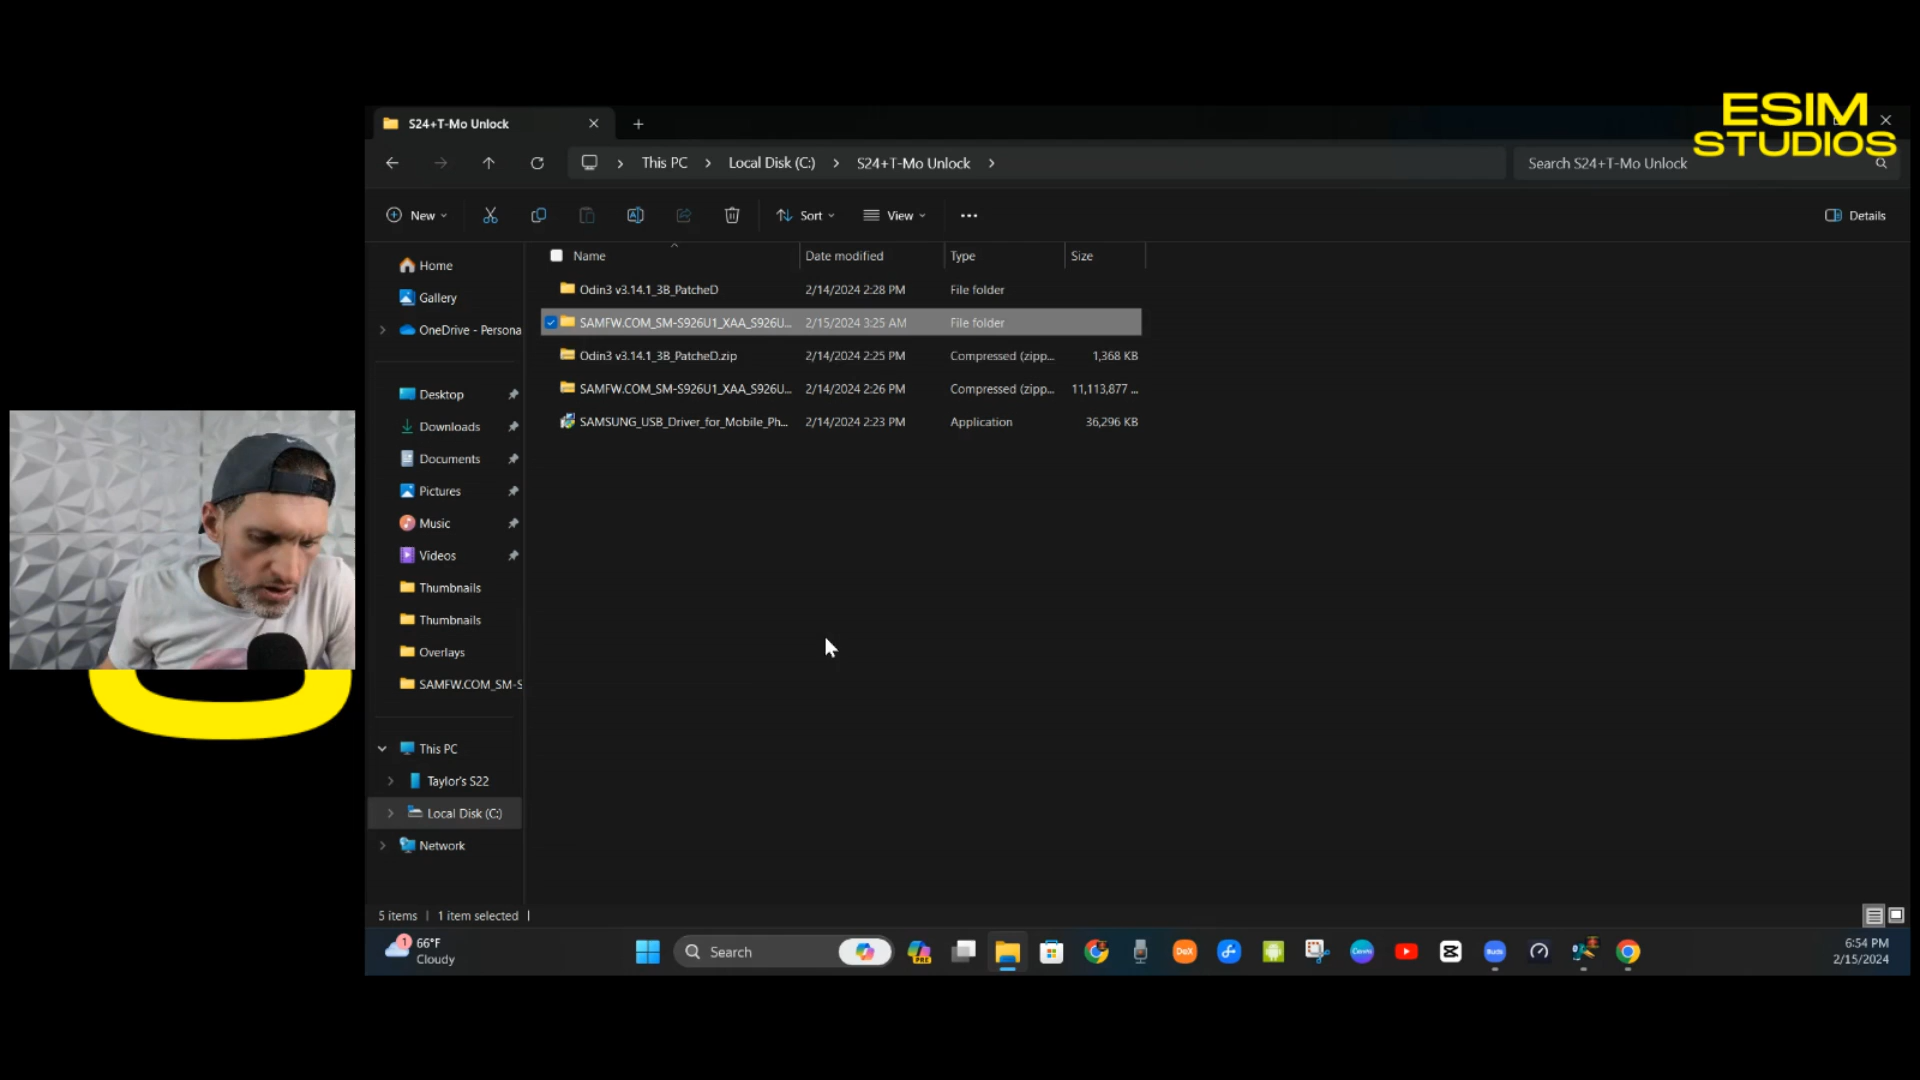 ESIM
STUDIOS
S24+T-Mo Unlock
This PC
Local Disk (C:)
S24+T-Mo Unlock
Search S24+T-Mo Unlock
New
Sort
View
Details
Name
Date modified
Type
Size
Home
Gallery
OneDrive - Persona
Desktop
Downloads
Documents
Pictures
Music
Videos
Thumbnails
Thumbnails
Overlays
SAMFW.COM_SM-S
This PC
Taylor's S22
Local Disk (C:)
Network
Odin3 v3.14.1_3B_PatcheD 2/14/2024 2:28 PM File folder
SAMFW.COM_SM-S926U1_XAA_S926U... 2/15/2024 3:25 AM File folder
Odin3 v3.14.1_3B_PatcheD.zip 2/14/2024 2:25 PM Compressed (zipp... 1,368 KB
SAMFW.COM_SM-S926U1_XAA_S926U... 2/14/2024 2:26 PM Compressed (zipp... 11,113,877 ...
SAMSUNG_USB_Driver_for_Mobile_Ph... 2/14/2024 2:23 PM Application 36,296 KB
5 items
1 item selected
1
66°F
Cloudy
Search
PRE
DeX
Canva
Buds
6:54 PM
2/15/2024